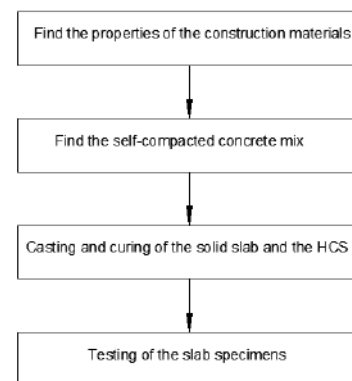 Find the properties of the construction materials
Find the self-compacted concrete mix
Casting and curing of the solid slab and the HCS
Testing of the slab specimens